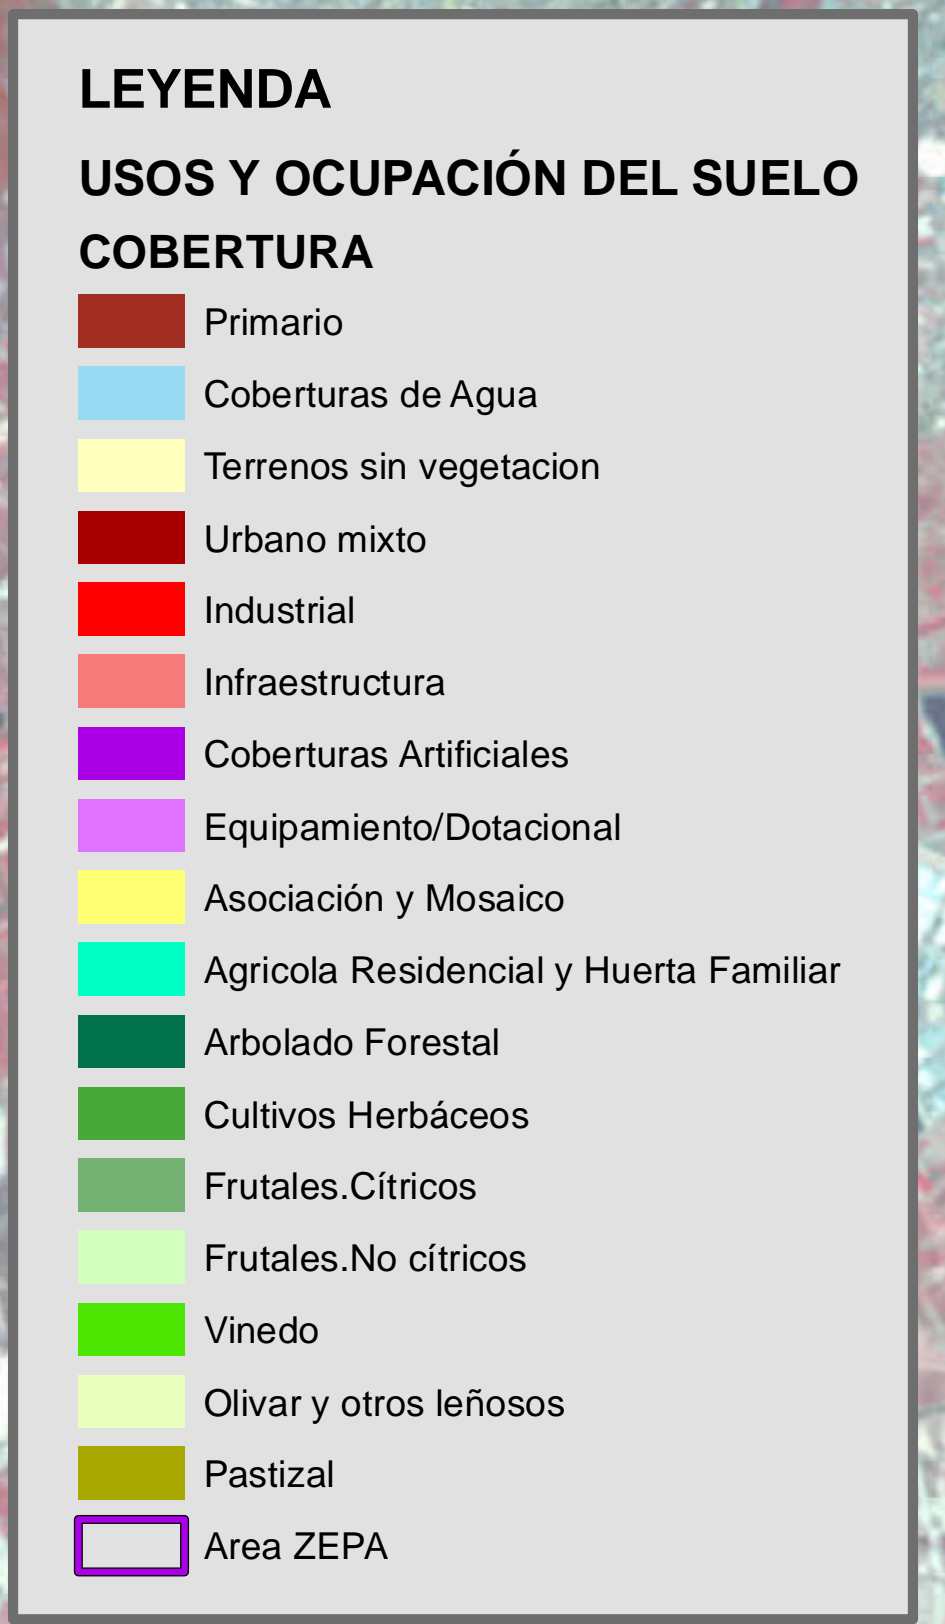 LEYENDA
USOS Y OCUPACIÓN DEL SUELO
COBERTURA
Primario
Coberturas de Agua
Terrenos sin vegetacion
Urbano mixto
Industrial
Infraestructura
Coberturas Artificiales
Equipamiento/Dotacional
Asociación y Mosaico
Agricola Residencial y Huerta Familiar
Arbolado Forestal
Cultivos Herbáceos
Frutales.Cítricos
Frutales.No cítricos
Vinedo
Olivar y otros leñosos
Pastizal
Area ZEPA